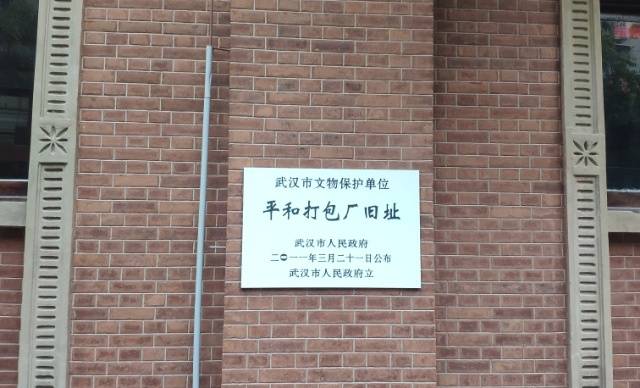 武汉市文物保护单位
平和打包厂旧址
武汉市人民政府
二〇一一年三月二十一日公布
武汉市人民政府立